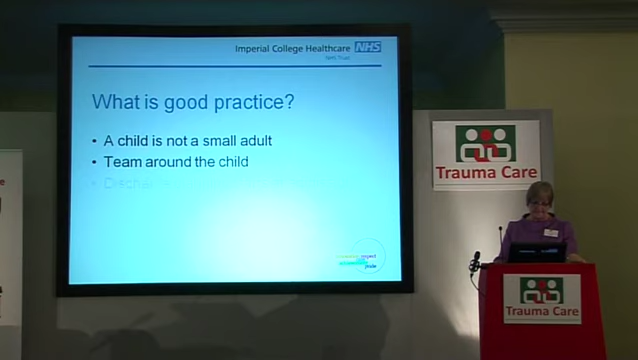 Imperial College Healthcare NHS
NHS Trust
What is good practice?
• A child is not a small adult
• Team around the child
Trauma Care
Trauma Care